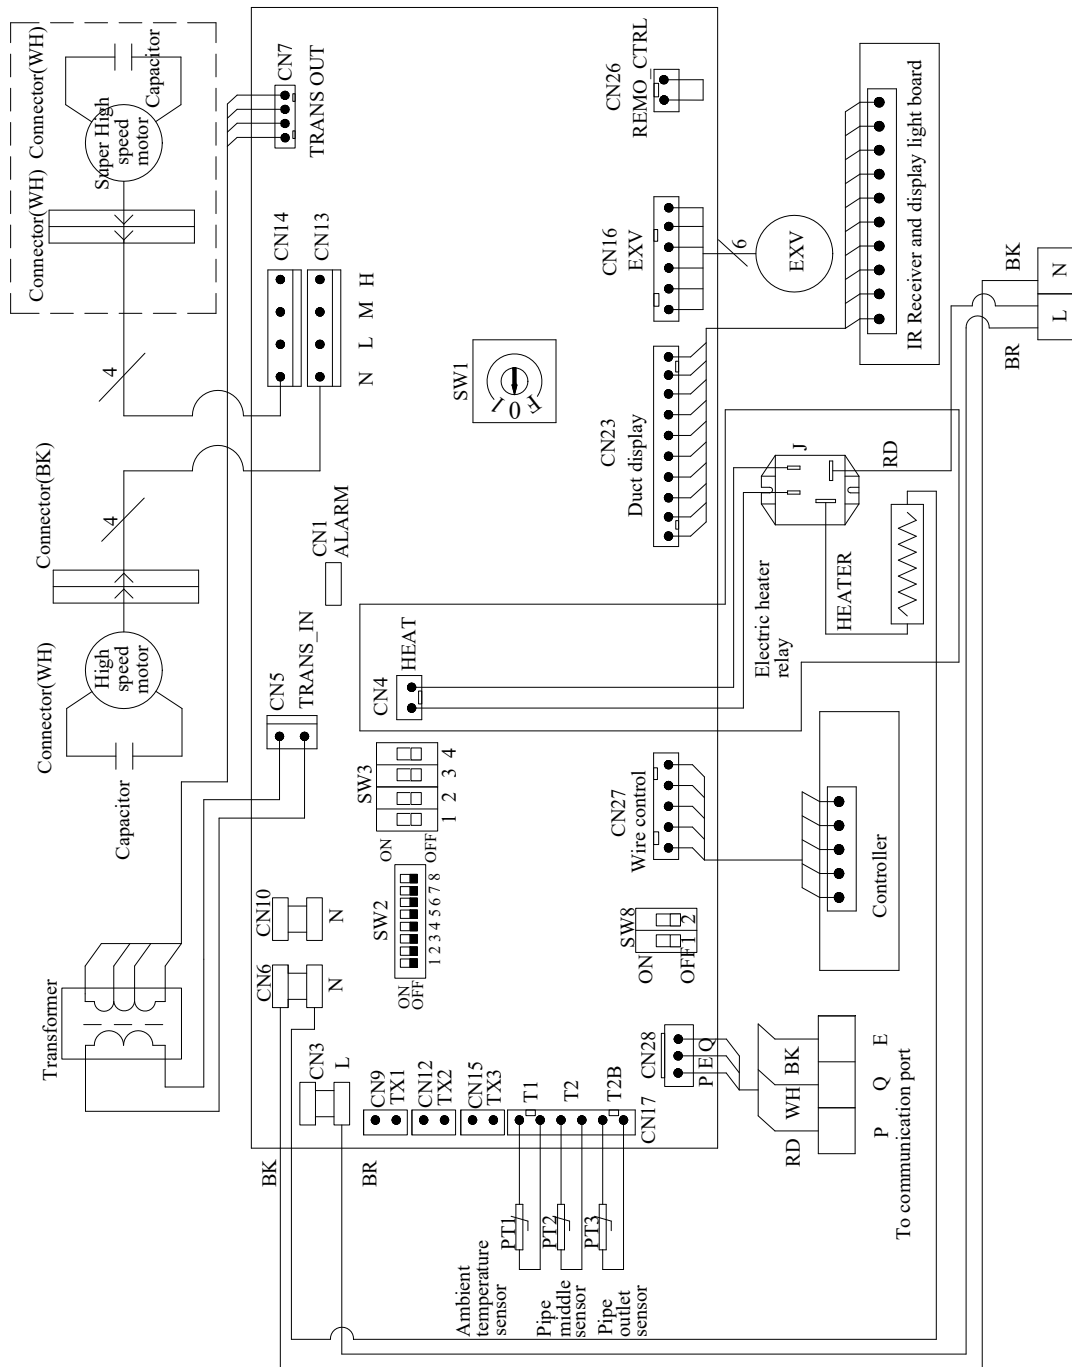 Connector(WH)
Connector(WH)
Capacitor
Super High
speed
motor
4
Connector(BK)
4
Connector(WH)
High
speed
motor
Capacitor
Transformer
CN7
TRANS OUT
CN14
CN13
N L M H
CN1
ALARM
CN5
TRANS_IN
CN10
N
CN6
N
CN3
L
BK
BR
CN9
TX1
CN12
TX2
CN15
TX3
T1
T2
T2B
CN17
PT1
PT2
PT3
Ambient
temperature
sensor
Pipe
middle
sensor
Pipe
outlet
sensor
SW1
F 0 1
SW3
ON
OFF
1 2 3 4
SW2
ON
OFF
1 2 3 4 5 6 7 8
CN4
HEAT
CN26
REMO_CTRL
CN16
EXV
6
EXV
CN23
Duct display
IR Receiver and display light board
Electric heater
relay
J
RD
HEATER
CN27
Wire control
Controller
SW8
ON
OFF
1 2
CN28
P E Q
RD WH BK
P Q E
To communication port
BR BK
L N